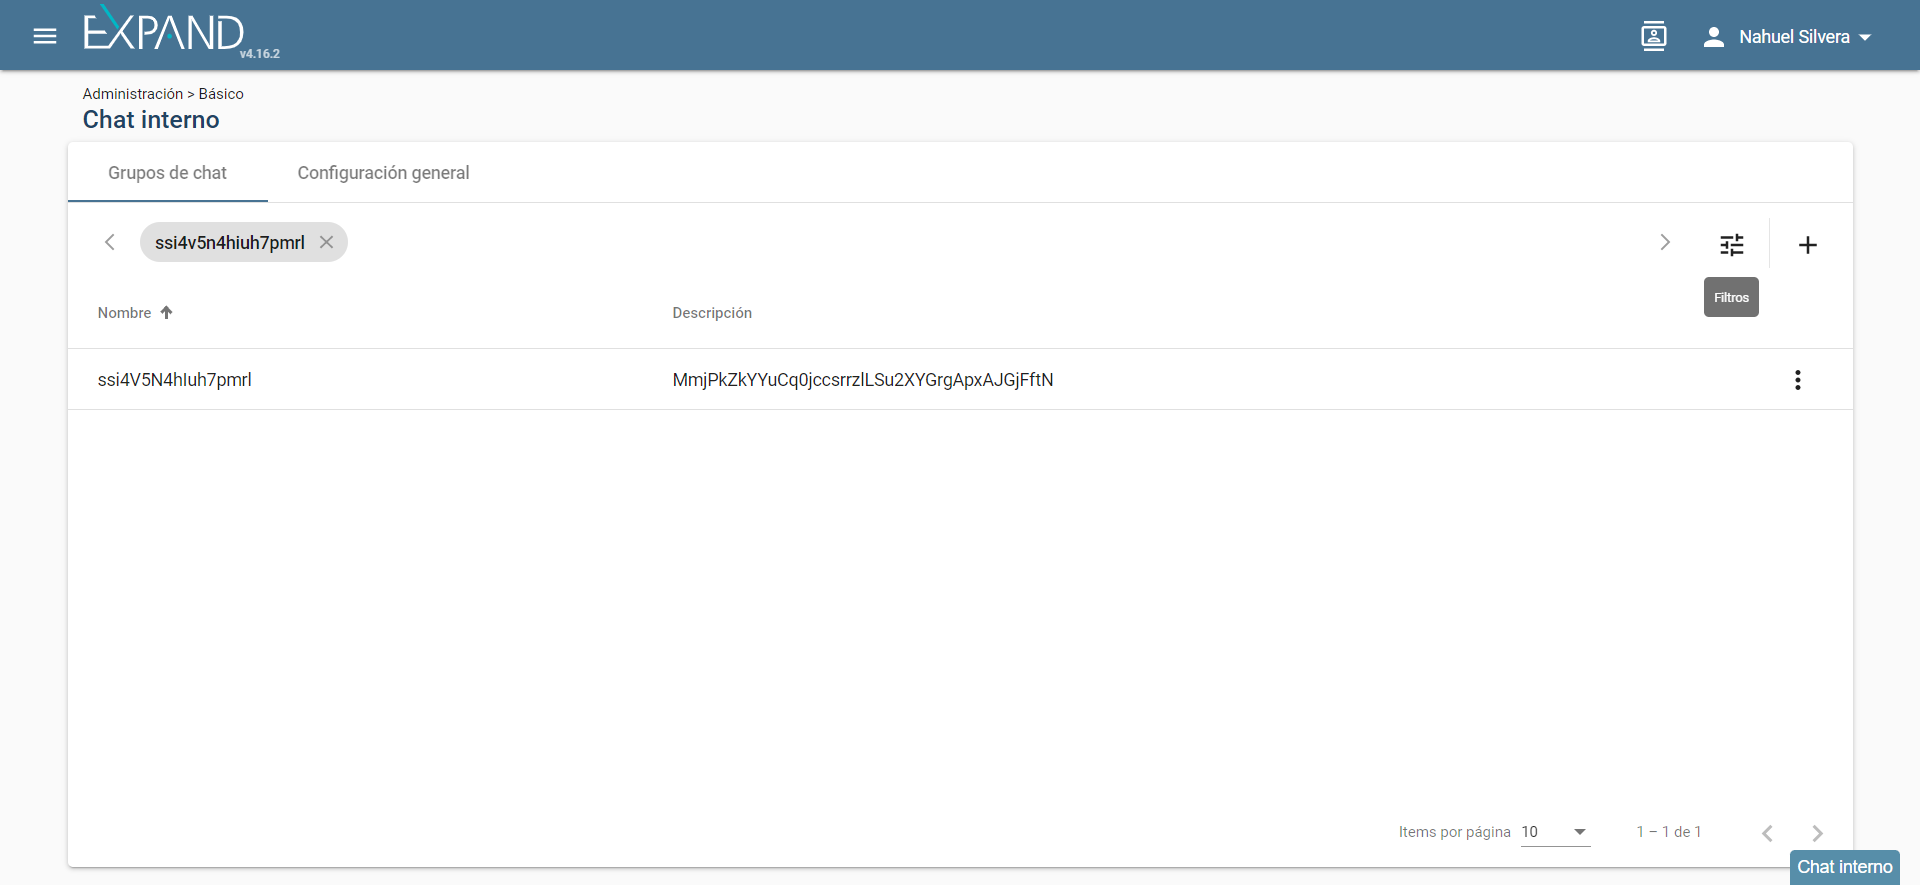 EXPAND
v4.16.2
Nahuel Silvera
Administración > Básico
Chat interno
Grupos de chat
Configuración general
ssi4v5n4hiuh7pmrl
Filtros
Nombre
Descripción
ssi4V5N4hIuh7pmrl
MmjPkZkYYuCq0jccsrrzlLSu2XYGrgApxAJGjFftN
Items por página
10
1 – 1 de 1
Chat interno